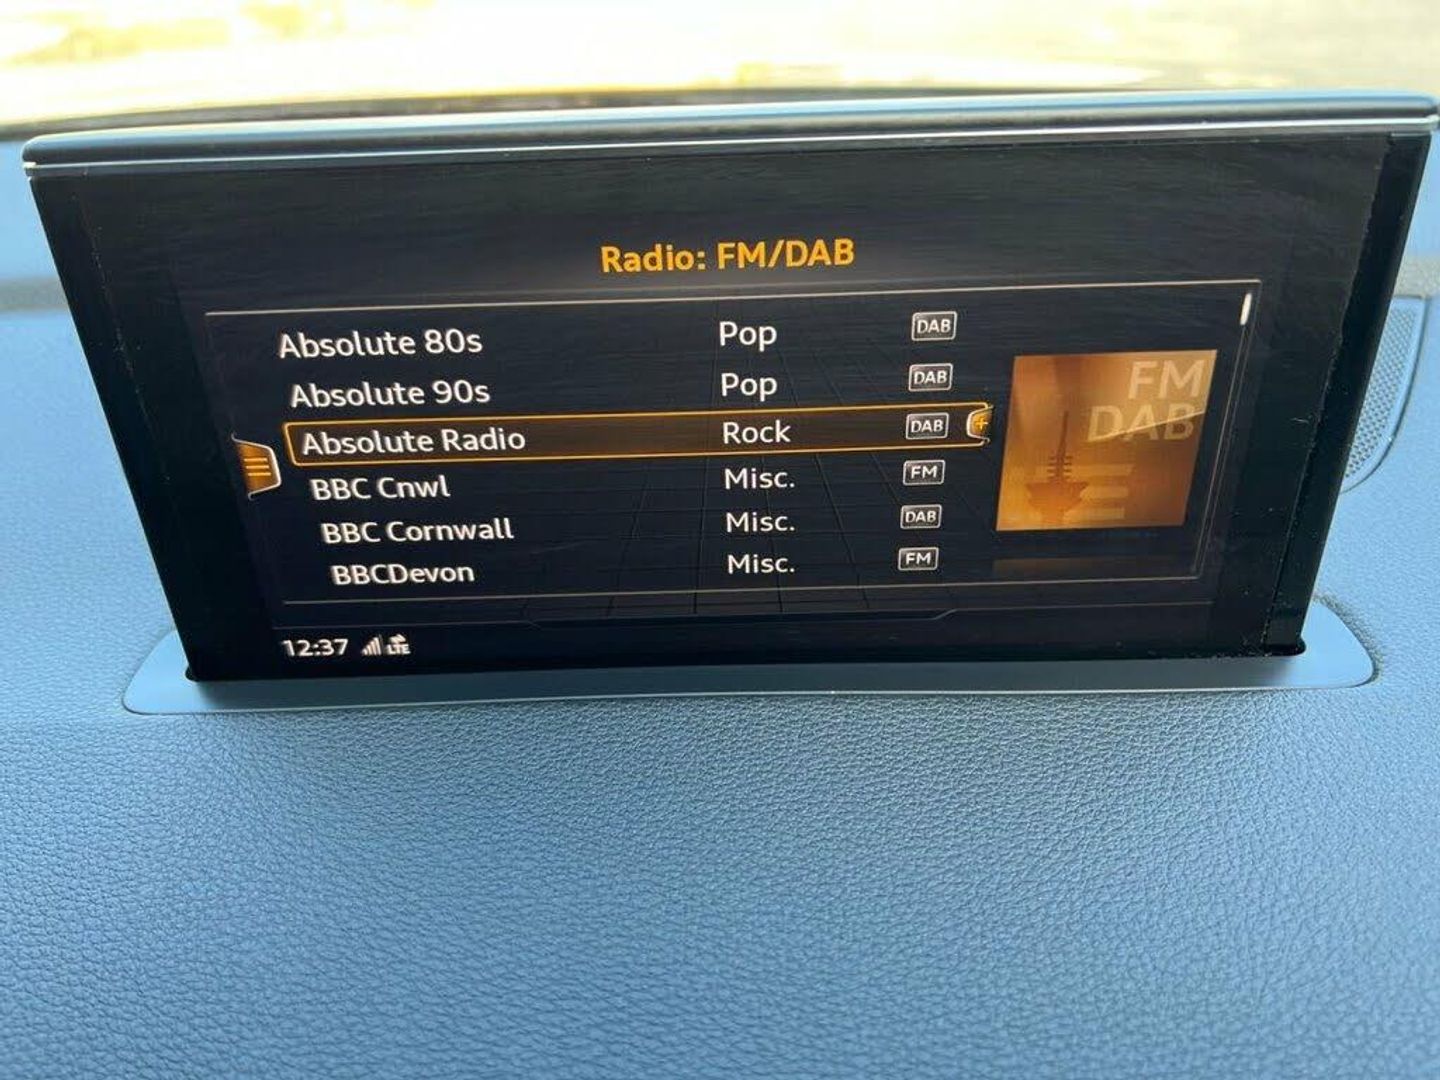 Radio: FM/DAB
Absolute 80s Pop DAB
Absolute 90s Pop DAB
Absolute Radio Rock DAB +
BBC Cnwl Misc. FM
BBC Cornwall Misc. DAB
BBCDevon Misc. FM
FM
DAB
12:37 LTE